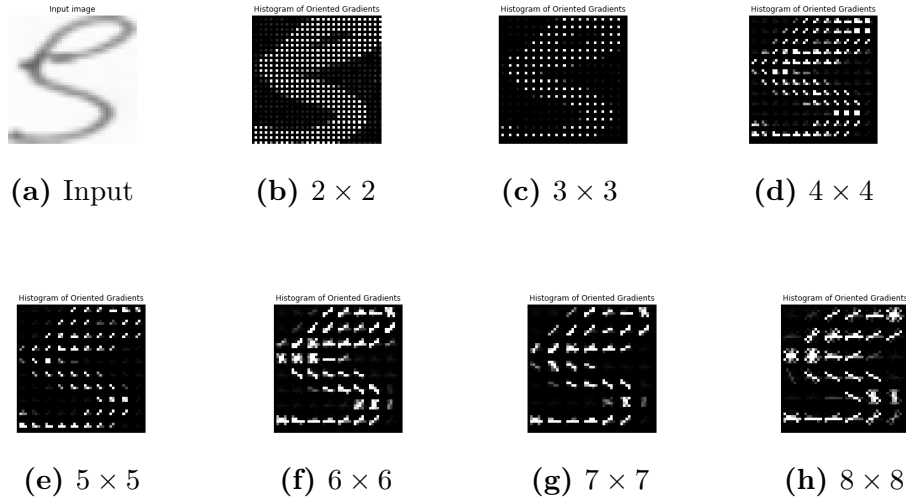 Input image
Histogram of Oriented Gradients
Histogram of Oriented Gradients
Histogram of Oriented Gradients
(a) Input
(b) 2 × 2
(c) 3 × 3
(d) 4 × 4
Histogram of Oriented Gradients
Histogram of Oriented Gradients
Histogram of Oriented Gradients
Histogram of Oriented Gradients
(e) 5 × 5
(f) 6 × 6
(g) 7 × 7
(h) 8 × 8